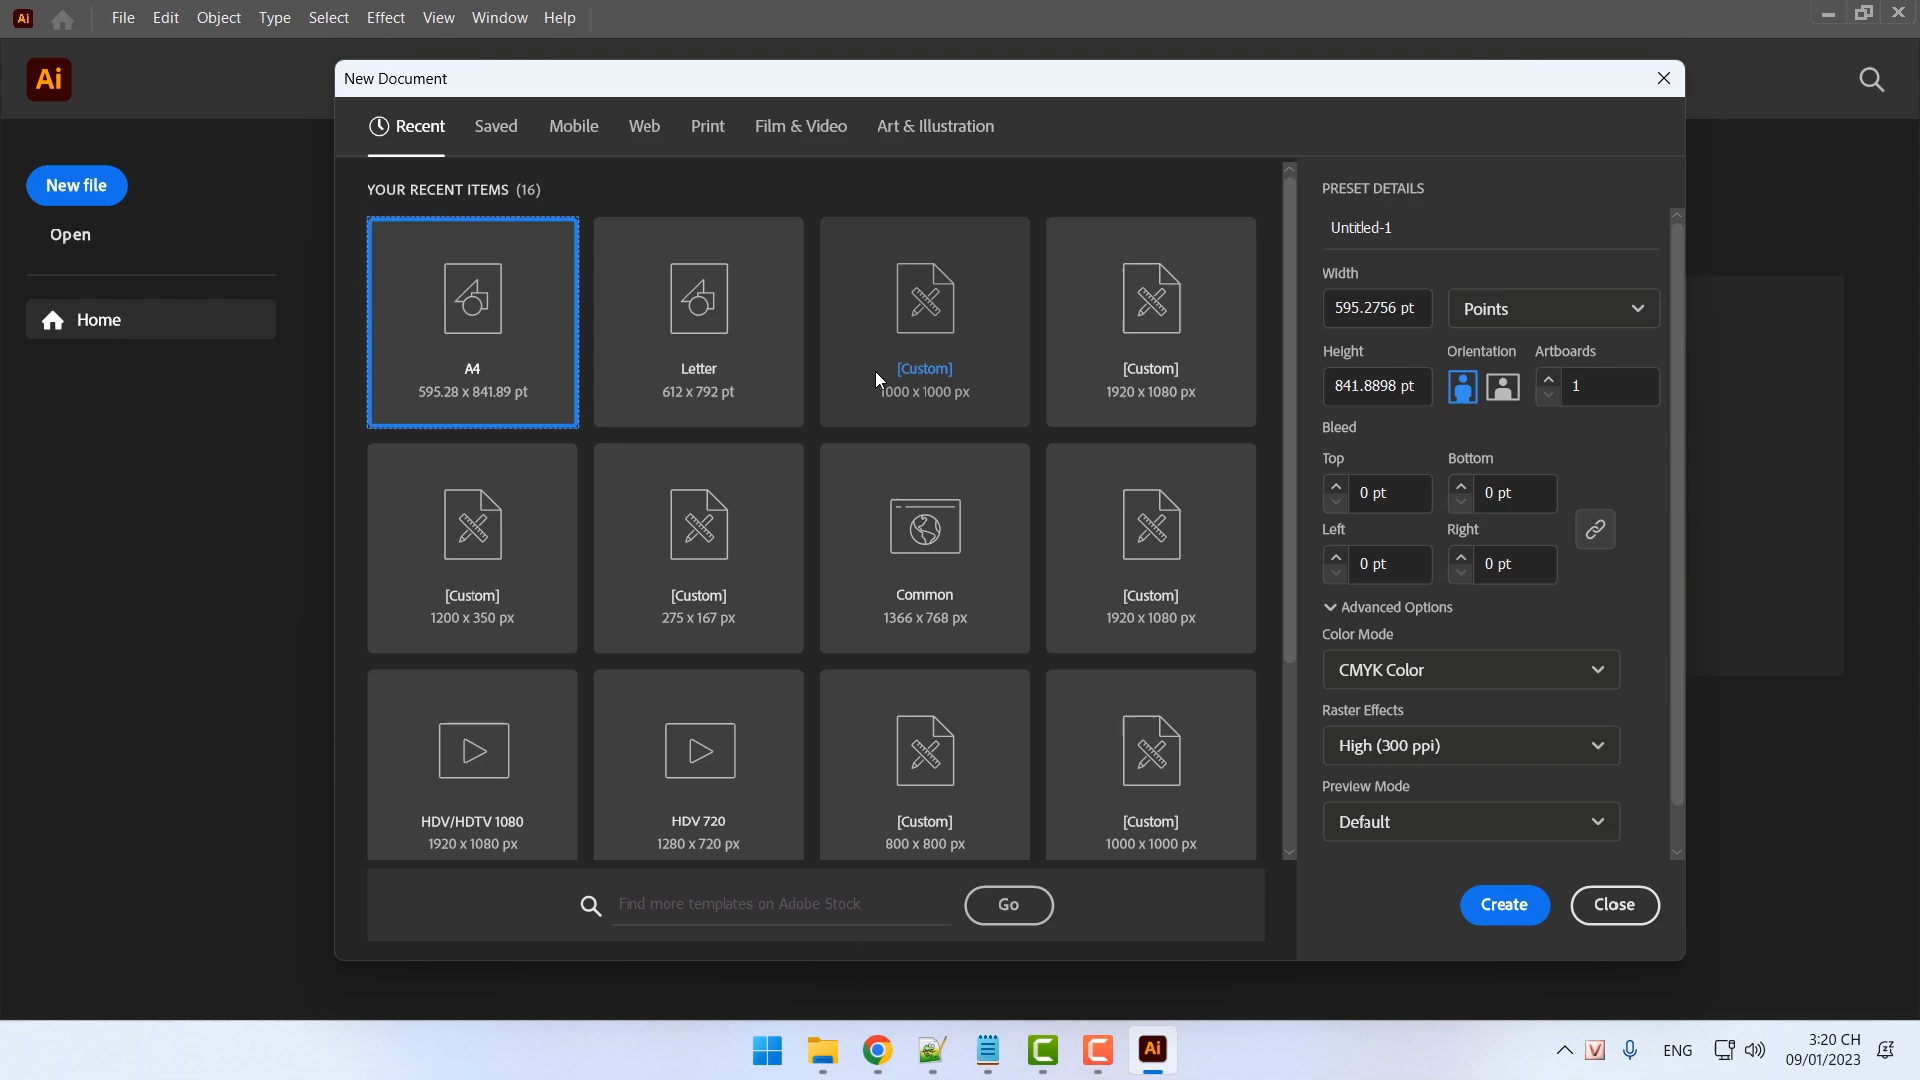 Ai File Edit Object Type Select Effect View Window Help
Ai
New Document
Recent Saved Mobile Web Print Film & Video Art & Illustration
New file
Open
Home
YOUR RECENT ITEMS (16)
A4
595.28 x 841.89 pt
Letter
612 x 792 pt
[Custom]
1000 x 1000 px
[Custom]
1920 x 1080 px
[Custom]
1200 x 350 px
[Custom]
275 x 167 px
Common
1366 x 768 px
[Custom]
1920 x 1080 px
HDV/HDTV 1080
1920 x 1080 px
HDV 720
1280 x 720 px
[Custom]
800 x 800 px
[Custom]
1000 x 1000 px
Find more templates on Adobe Stock
Go
PRESET DETAILS
Untitled-1
Width
595.2756 pt Points
Height Orientation Artboards
841.8898 pt 1
Bleed
Top Bottom
0 pt 0 pt
Left Right
0 pt 0 pt
Advanced Options
Color Mode
CMYK Color
Raster Effects
High (300 ppi)
Preview Mode
Default
Create Close
Ai
V
ENG
3:20 CH
09/01/2023